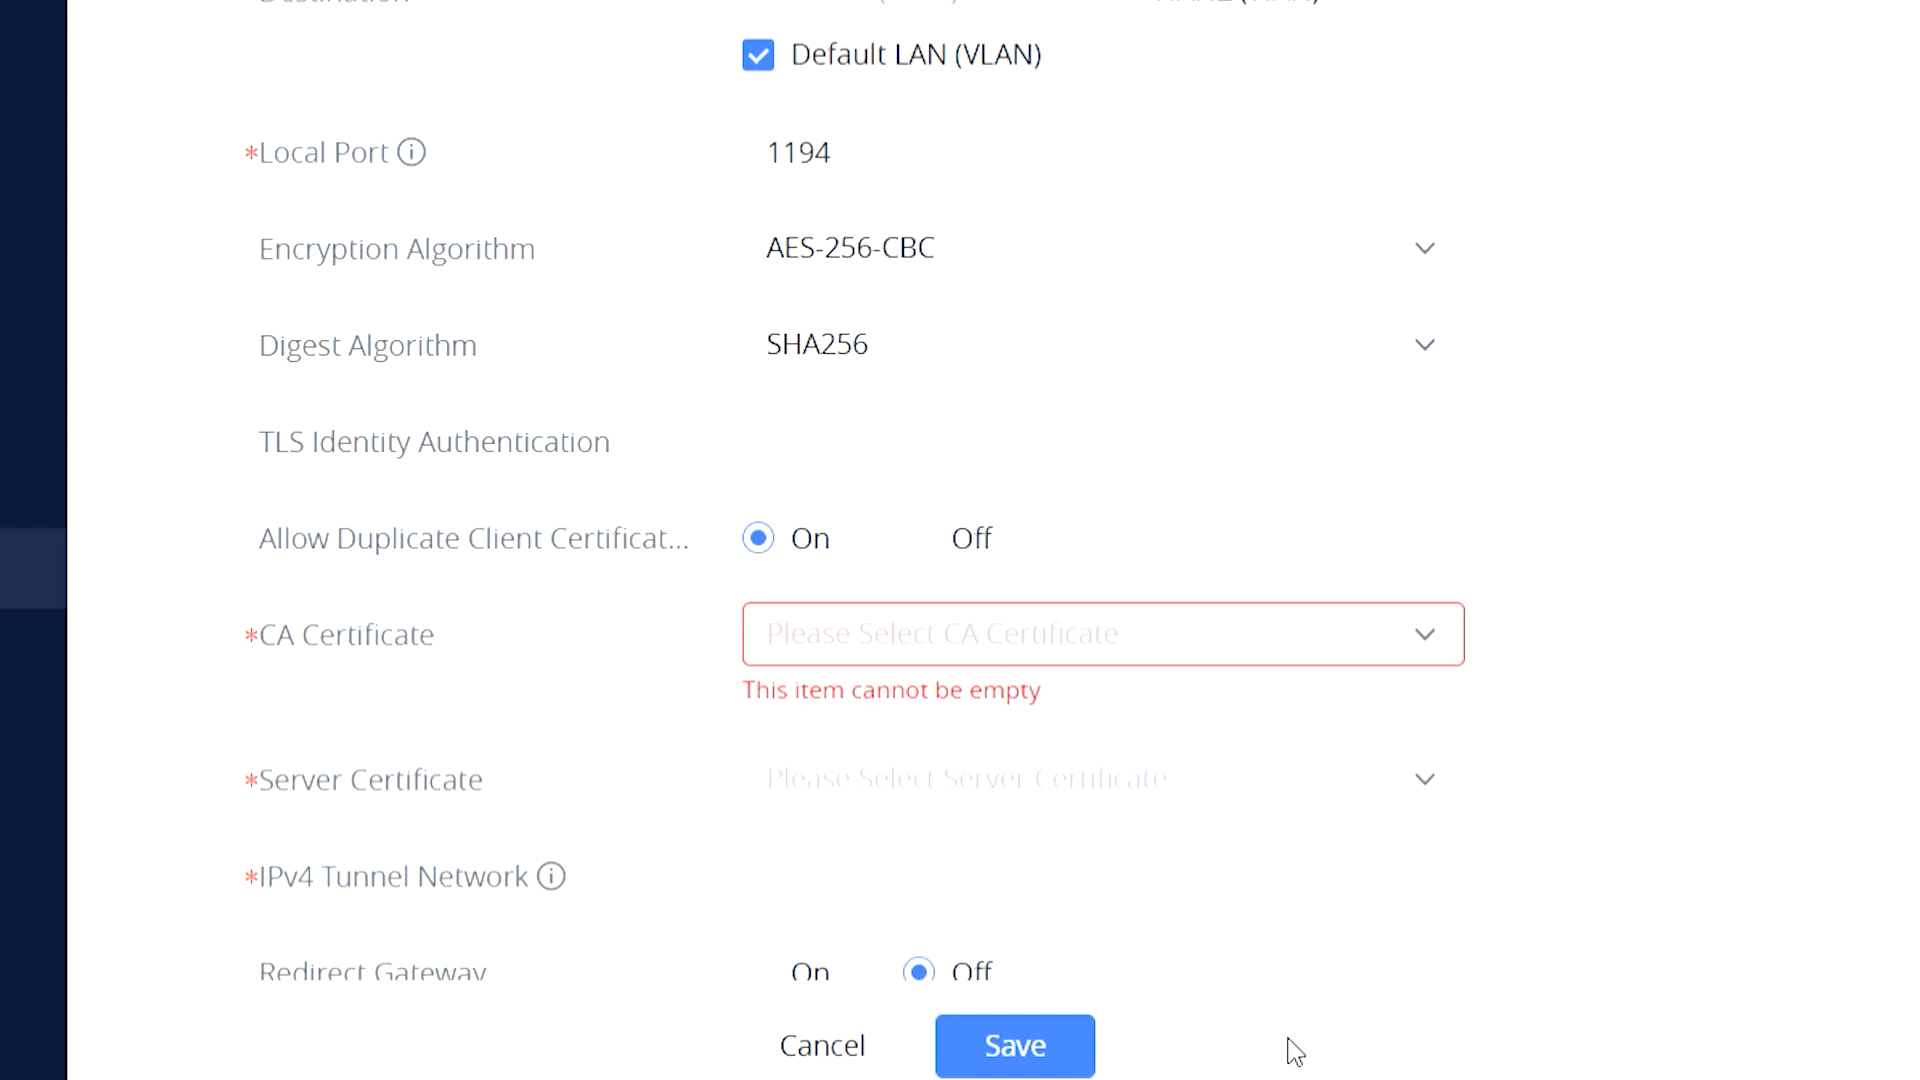 Default LAN (VLAN)
*Local Port
1194
Encryption Algorithm
AES-256-CBC
Digest Algorithm
SHA256
TLS Identity Authentication
Allow Duplicate Client Certificat...
On
Off
*CA Certificate
Please Select CA Certificate
This item cannot be empty
*Server Certificate
Please Select Server Certificate
*IPv4 Tunnel Network
Redirect Gateway
On
Off
Cancel
Save